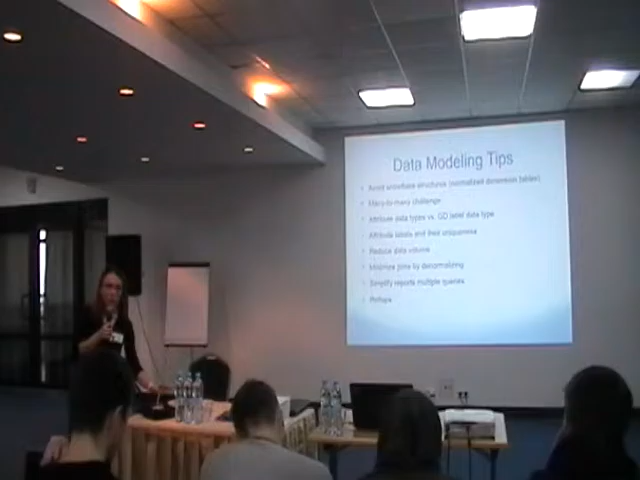 Data Modeling Tips
Avoid snowflake structures (normalized dimension tables)
Many-to-many challenge
Attribute data types vs. GD label data type
Attribute labels and their uniqueness
Reduce data volume
Minimize joins by denormalizing
Simplify reports multiple queries
Perhaps